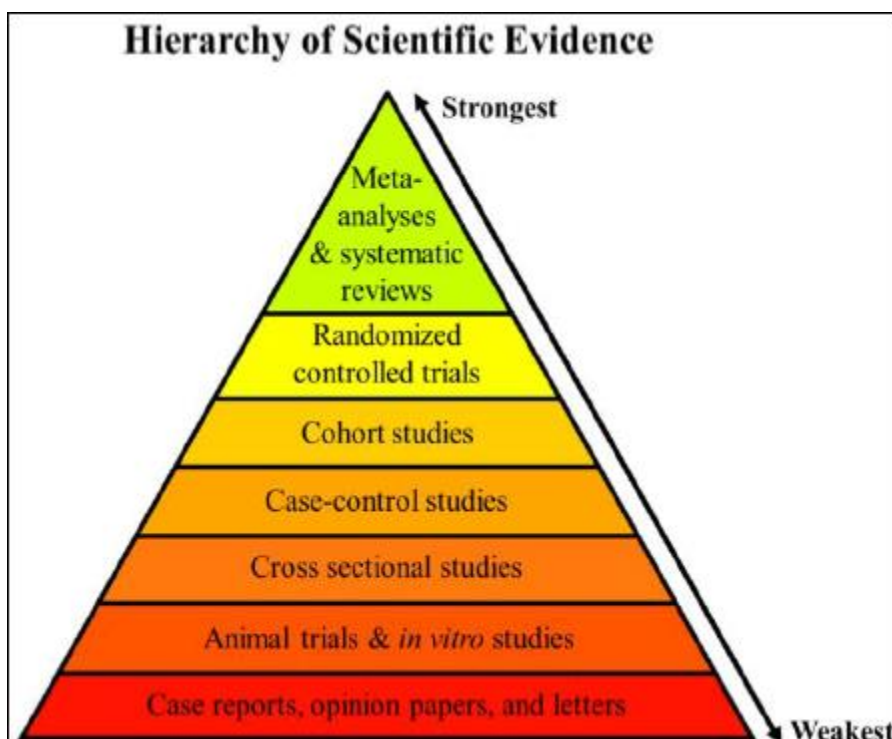 Hierarchy of Scientific Evidence
Strongest
Meta-
analyses
& systematic
reviews
Randomized
controlled trials
Cohort studies
Case-control studies
Cross sectional studies
Animal trials & in vitro studies
Case reports, opinion papers, and letters
Weakest